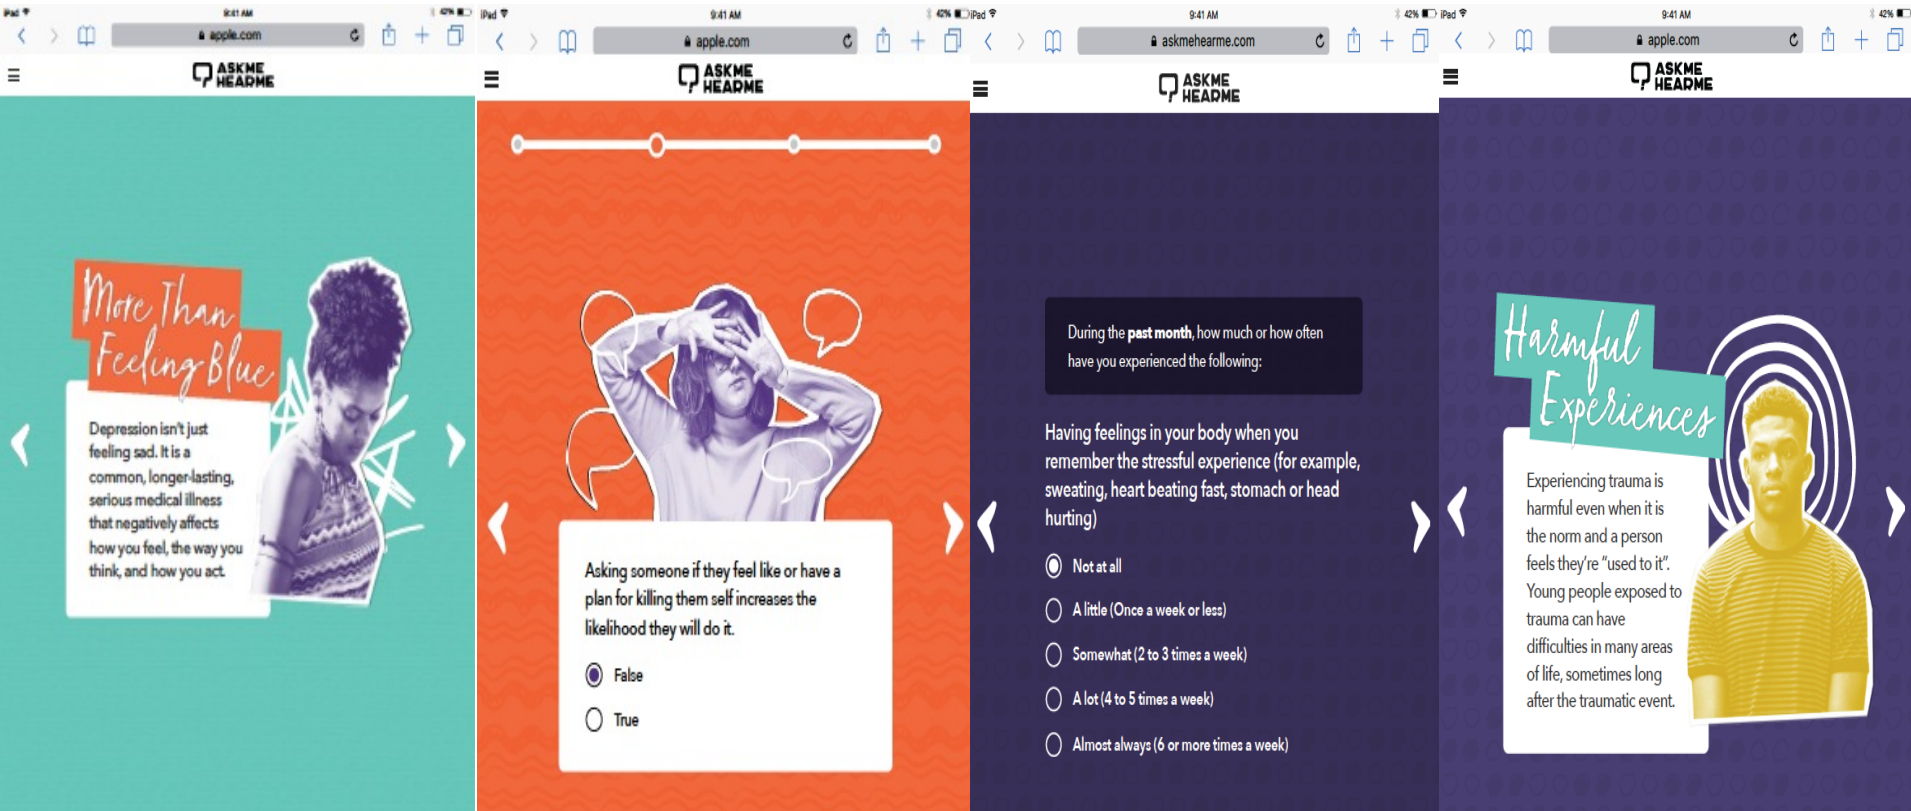 iPad
9:41 AM
42%
apple.com
ASKME
HEARME
More Than
Feeling Blue
Depression isn't just
feeling sad. It is a
common, longer-lasting,
serious medical illness
that negatively affects
how you feel, the way you
think, and how you act.
iPad
9:41 AM
42%
apple.com
ASKME
HEARME
Asking someone if they feel like or have a
plan for killing them self increases the
likelihood they will do it.
False
True
iPad
9:41 AM
42%
askmehearme.com
ASKME
HEARME
During the past month, how much or how often
have you experienced the following:
Having feelings in your body when you
remember the stressful experience (for example,
sweating, heart beating fast, stomach or head
hurting)
Not at all
A little (Once a week or less)
Somewhat (2 to 3 times a week)
A lot (4 to 5 times a week)
Almost always (6 or more times a week)
iPad
9:41 AM
42%
apple.com
ASKME
HEARME
Harmful
Experiences
Experiencing trauma is
harmful even when it is
the norm and a person
feels they're "used to it".
Young people exposed to
trauma can have
difficulties in many areas
of life, sometimes long
after the traumatic event.